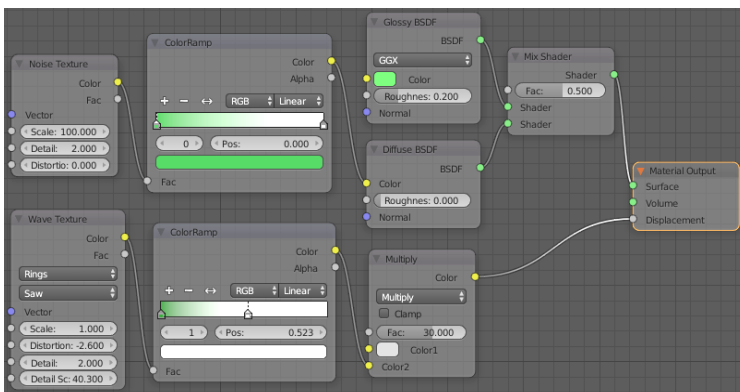 Noise Texture
Color
Fac
Vector
Scale: 100.000
Detail: 2.000
Distortio: 0.000
ColorRamp
Color
Alpha
RGB
Linear
0
Pos: 0.000
Fac
Glossy BSDF
BSDF
GGX
Color
Roughnes: 0.200
Normal
Mix Shader
Shader
Fac: 0.500
Shader
Shader
Diffuse BSDF
BSDF
Color
Roughnes: 0.000
Normal
Material Output
Surface
Volume
Displacement
Wave Texture
Color
Fac
Rings
Saw
Vector
Scale: 1.000
Distortion: -2.600
Detail: 2.000
Detail Sc: 40.300
ColorRamp
Color
Alpha
RGB
Linear
1
Pos: 0.523
Fac
Multiply
Color
Multiply
Clamp
Fac: 30.000
Color1
Color2